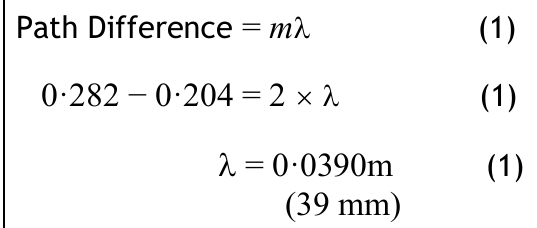 Path Difference = mλ (1)
0·282 − 0·204 = 2 × λ (1)
λ = 0·0390m (1)
(39 mm)